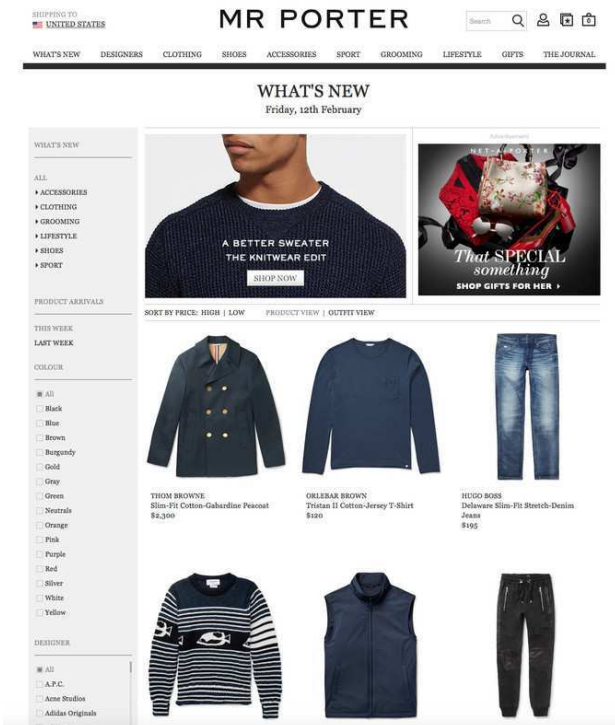 SHIPPING TO
UNITED STATES
MR PORTER
Search
0
WHAT'S NEW DESIGNERS CLOTHING SHOES ACCESSORIES SPORT GROOMING LIFESTYLE GIFTS THE JOURNAL
WHAT'S NEW
Friday, 12th February
WHAT'S NEW
ALL
ACCESSORIES
CLOTHING
GROOMING
LIFESTYLE
SHOES
SPORT
PRODUCT ARRIVALS
THIS WEEK
LAST WEEK
COLOUR
All
Black
Blue
Brown
Burgundy
Gold
Gray
Green
Neutrals
Orange
Pink
Purple
Red
Silver
White
Yellow
DESIGNER
All
A.P.C.
Acne Studios
Adidas Originals
A BETTER SWEATER
THE KNITWEAR EDIT
SHOP NOW
Advertisement
NET-A-PORTER
That SPECIAL
something
SHOP GIFTS FOR HER
SORT BY PRICE: HIGH | LOW PRODUCT VIEW | OUTFIT VIEW
THOM BROWNE
Slim-Fit Cotton-Gabardine Peacoat
$2,300
ORLEBAR BROWN
Tristan II Cotton-Jersey T-Shirt
$120
HUGO BOSS
Delaware Slim-Fit Stretch-Denim
Jeans
$195